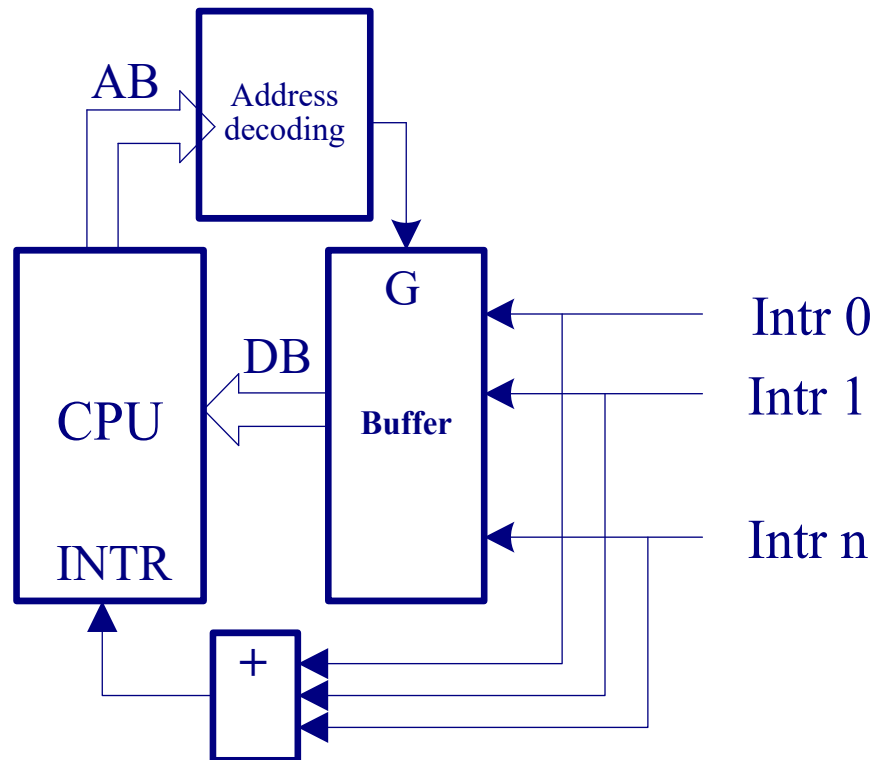 AB
Address
decoding
G
Intr 0
DB
Intr 1
CPU
Buffer
Intr n
INTR
+